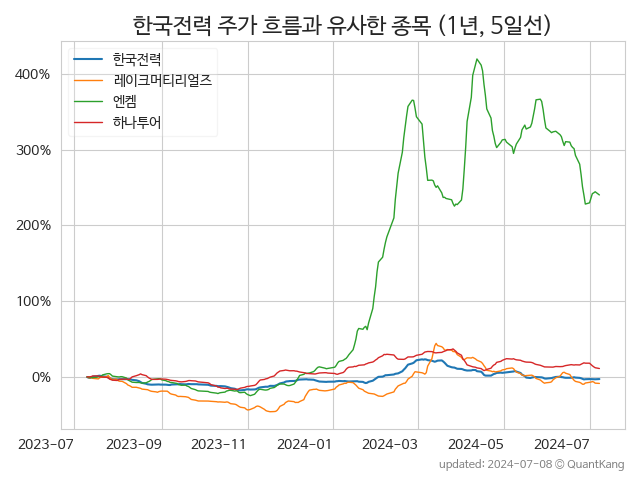 한국전력 주가 흐름과 유사한 종목 (1년, 5일선)
한국전력
레이크머티리얼즈
엔켐
하나투어
400%
300%
200%
100%
0%
2023-07 2023-09 2023-11 2024-01 2024-03 2024-05 2024-07
updated: 2024-07-08 © QuantKang